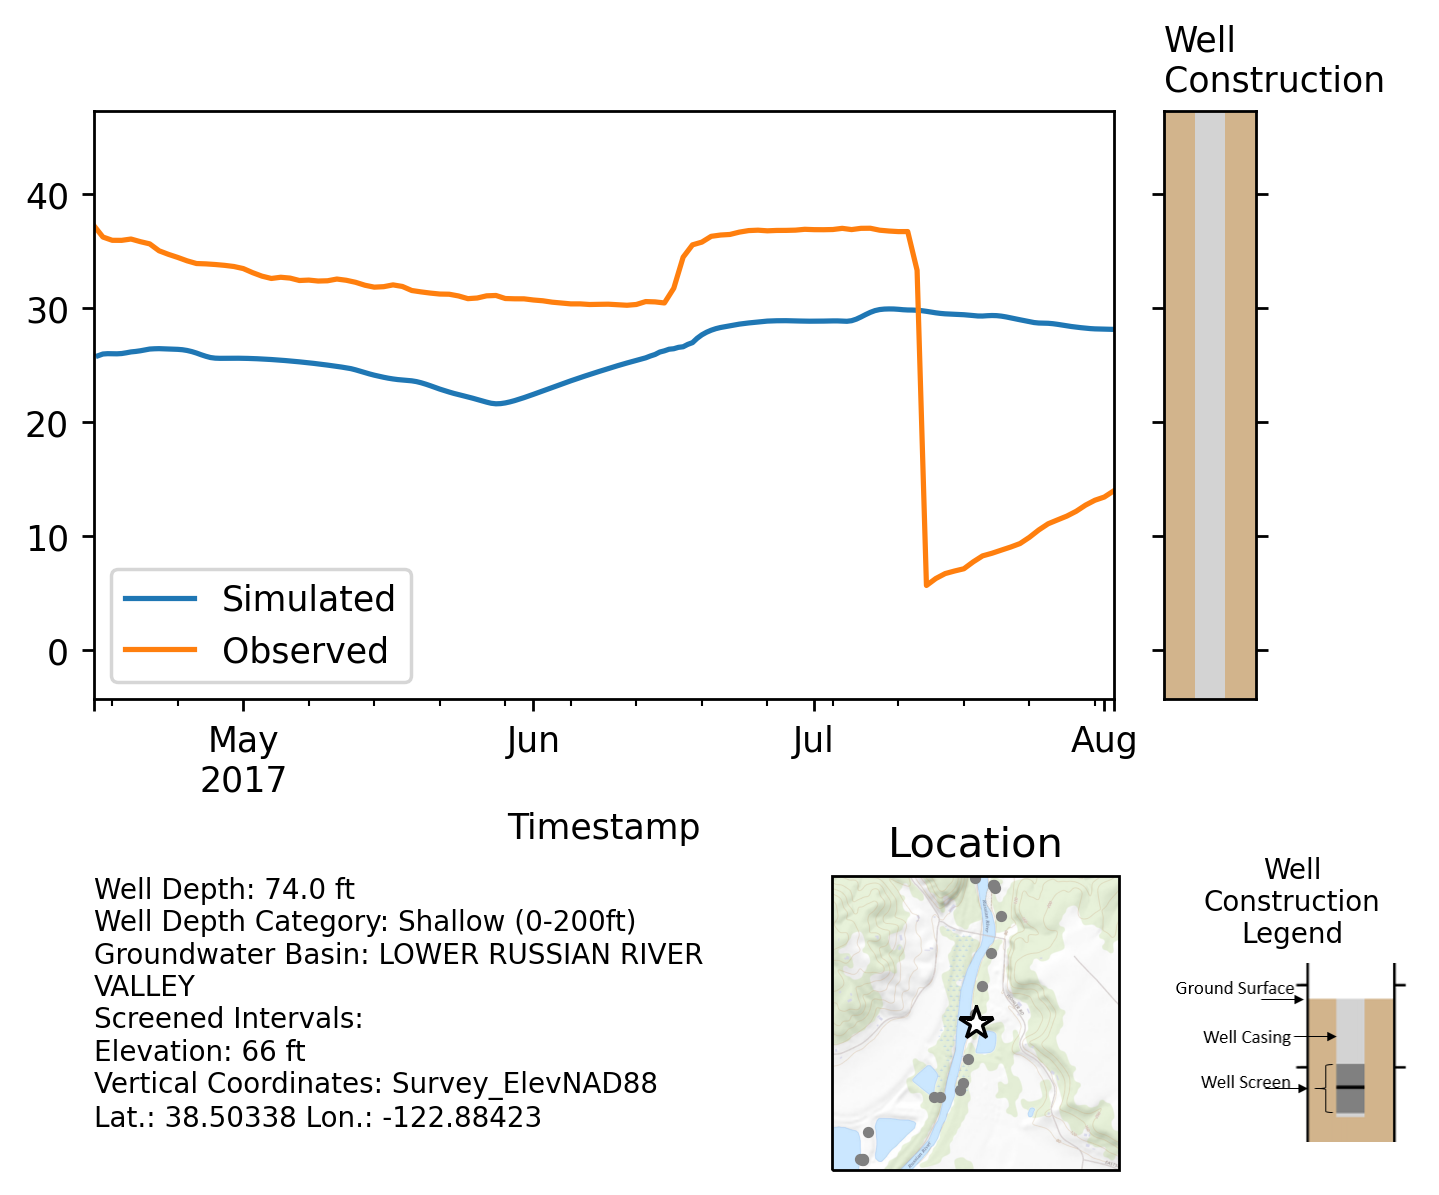 Well
Construction
40
30
20
10
0
Simulated
Observed
May
2017
Jun
Jul
Aug
Timestamp
Well Depth: 74.0 ft
Well Depth Category: Shallow (0-200ft)
Groundwater Basin: LOWER RUSSIAN RIVER
VALLEY
Screened Intervals:
Elevation: 66 ft
Vertical Coordinates: Survey_ElevNAD88
Lat.: 38.50338 Lon.: -122.88423
Location
Well
Construction
Legend
Ground Surface
Well Casing
Well Screen